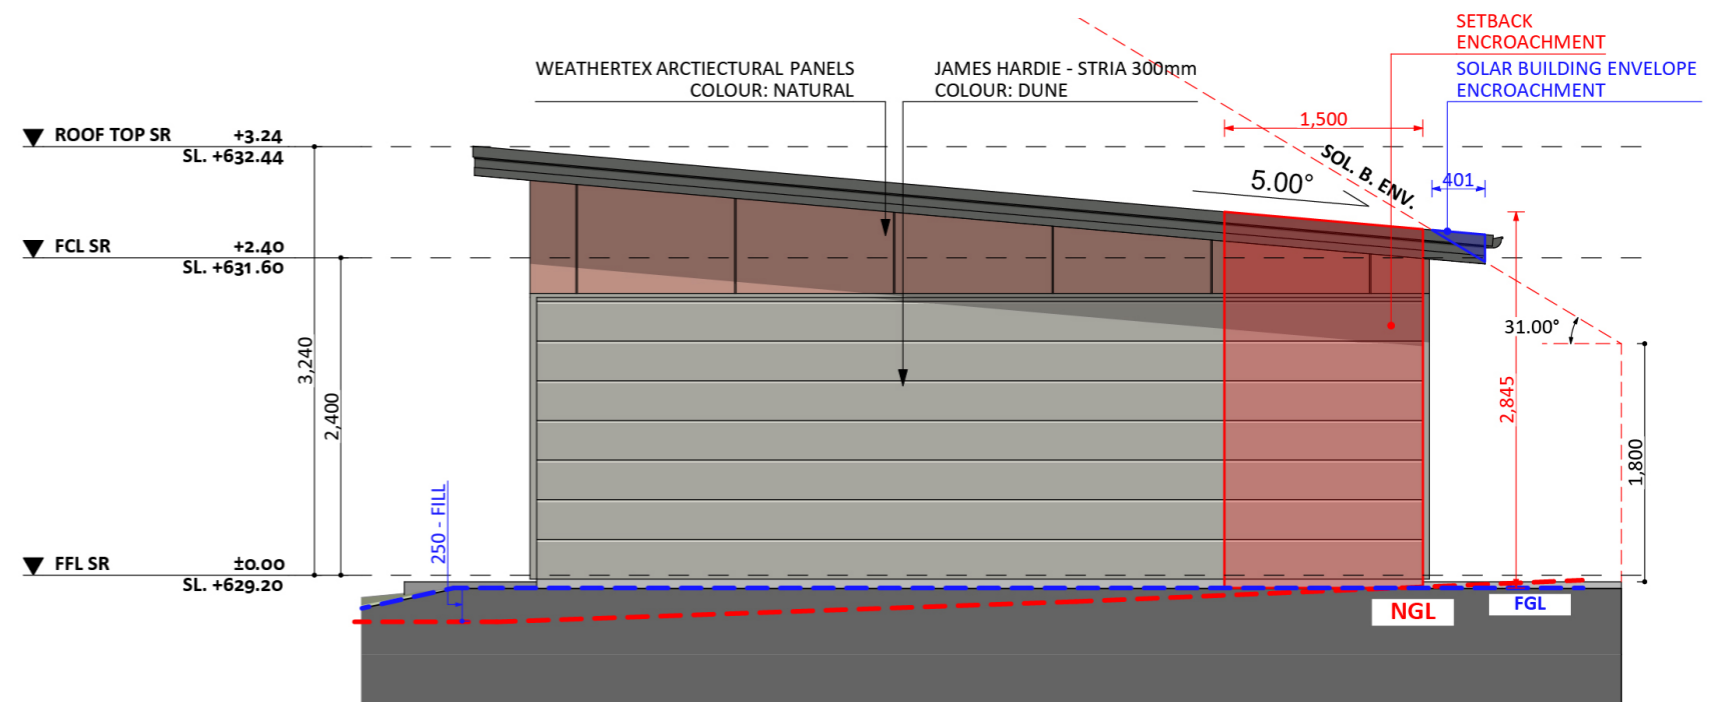 SETBACK
ENCROACHMENT
WEATHERTEX ARCTIECTURAL PANELS
COLOUR: NATURAL
JAMES HARDIE - STRIA 300mm
COLOUR: DUNE
SOLAR BUILDING ENVELOPE
ENCROACHMENT
1,500
ROOF TOP SR +3.24
SL. +632.44
SOL. B. ENV.
5.00°
401
FCL SR +2.40
SL. +631.60
31.00°
3,240
2,400
2,845
1,800
250 - FILL
FFL SR ±0.00
SL. +629.20
NGL
FGL